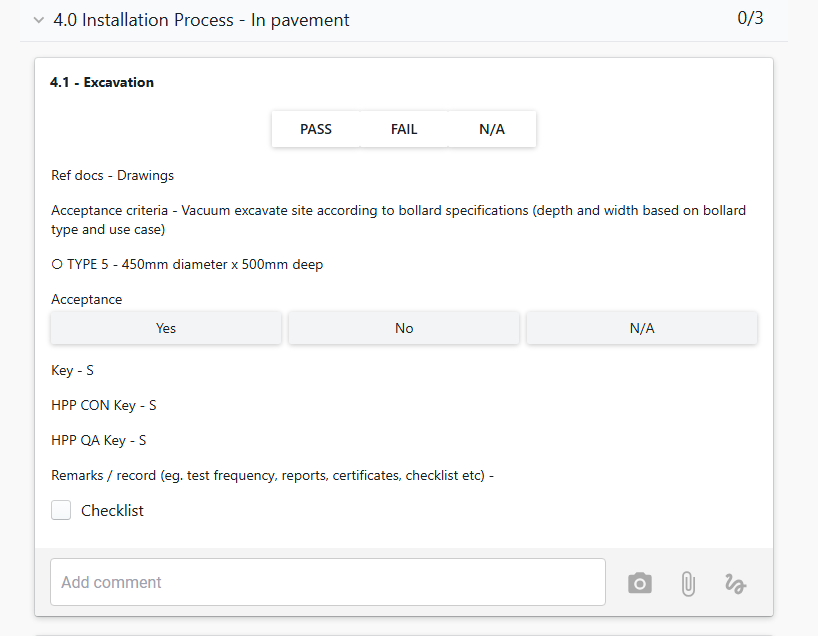 4.0 Installation Process - In pavement 0/3
4.1 - Excavation
PASS FAIL N/A
Ref docs - Drawings
Acceptance criteria - Vacuum excavate site according to bollard specifications (depth and width based on bollard
type and use case)
O TYPE 5 - 450mm diameter x 500mm deep
Acceptance
Yes No N/A
Key - S
HPP CON Key - S
HPP QA Key - S
Remarks / record (eg. test frequency, reports, certificates, checklist etc) -
Checklist
Add comment